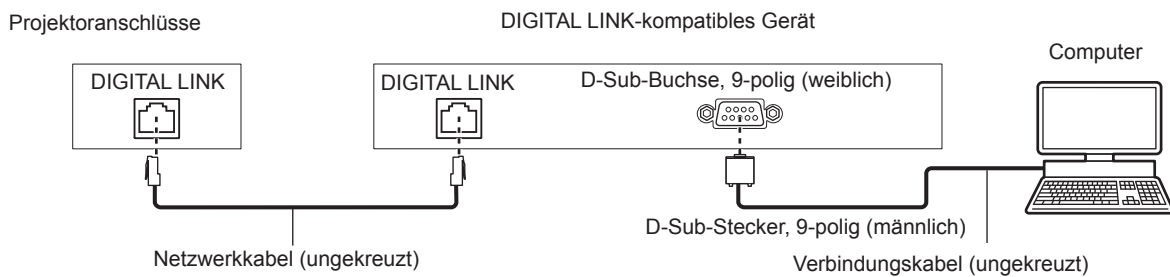 Projektoranschlüsse
DIGITAL LINK-kompatibles Gerät
Computer
DIGITAL LINK
DIGITAL LINK
D-Sub-Buchse, 9-polig (weiblich)
D-Sub-Stecker, 9-polig (männlich)
Netzwerkkabel (ungekreuzt)
Verbindungskabel (ungekreuzt)